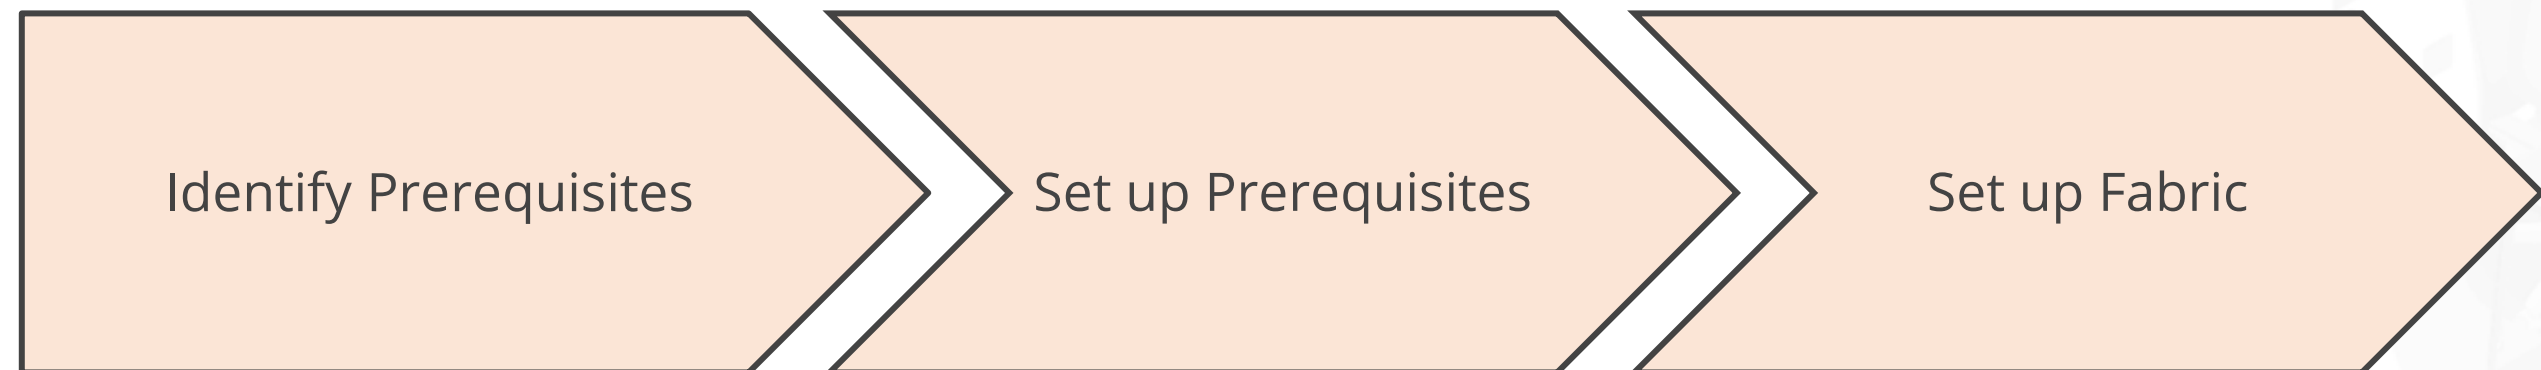 Identify Prerequisites
Set up Prerequisites
Set up Fabric